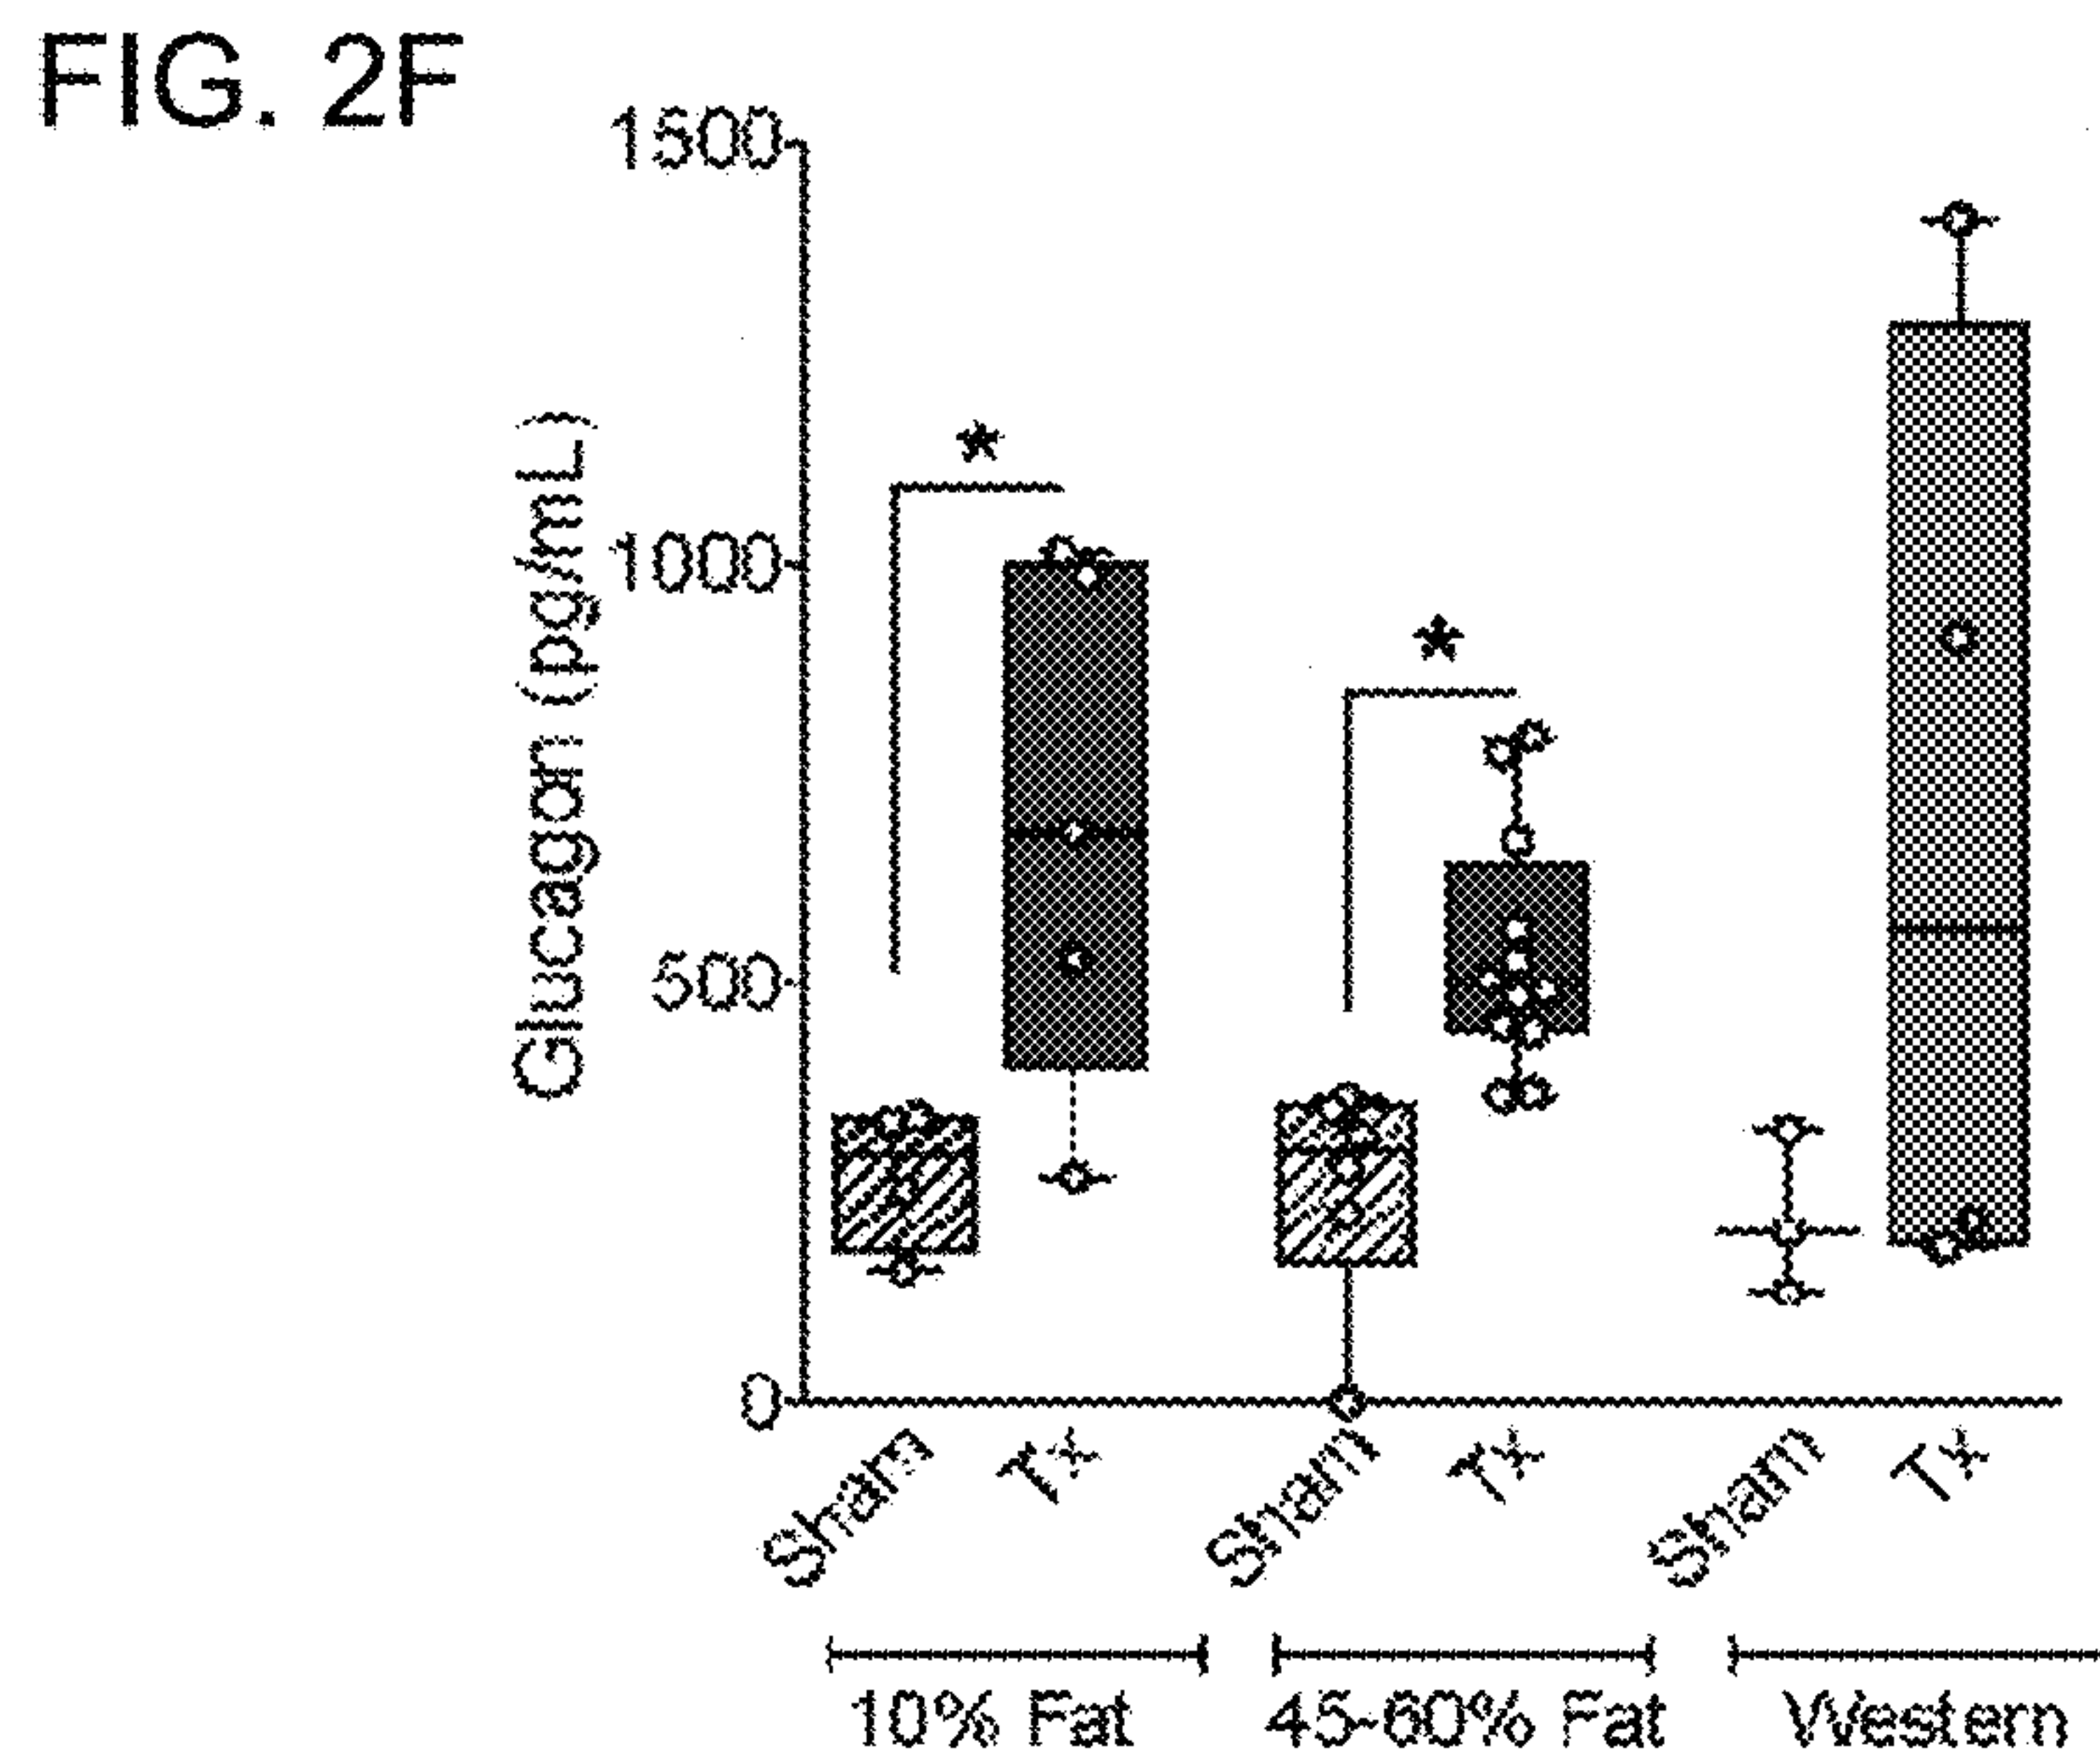 FIG. 2F
1500
1000
500
0
Glucagon (pg/mL)
*
*
Sham
Tx
Sham
Tx
Sham
Tx
10% Fat
45-60% Fat
Western